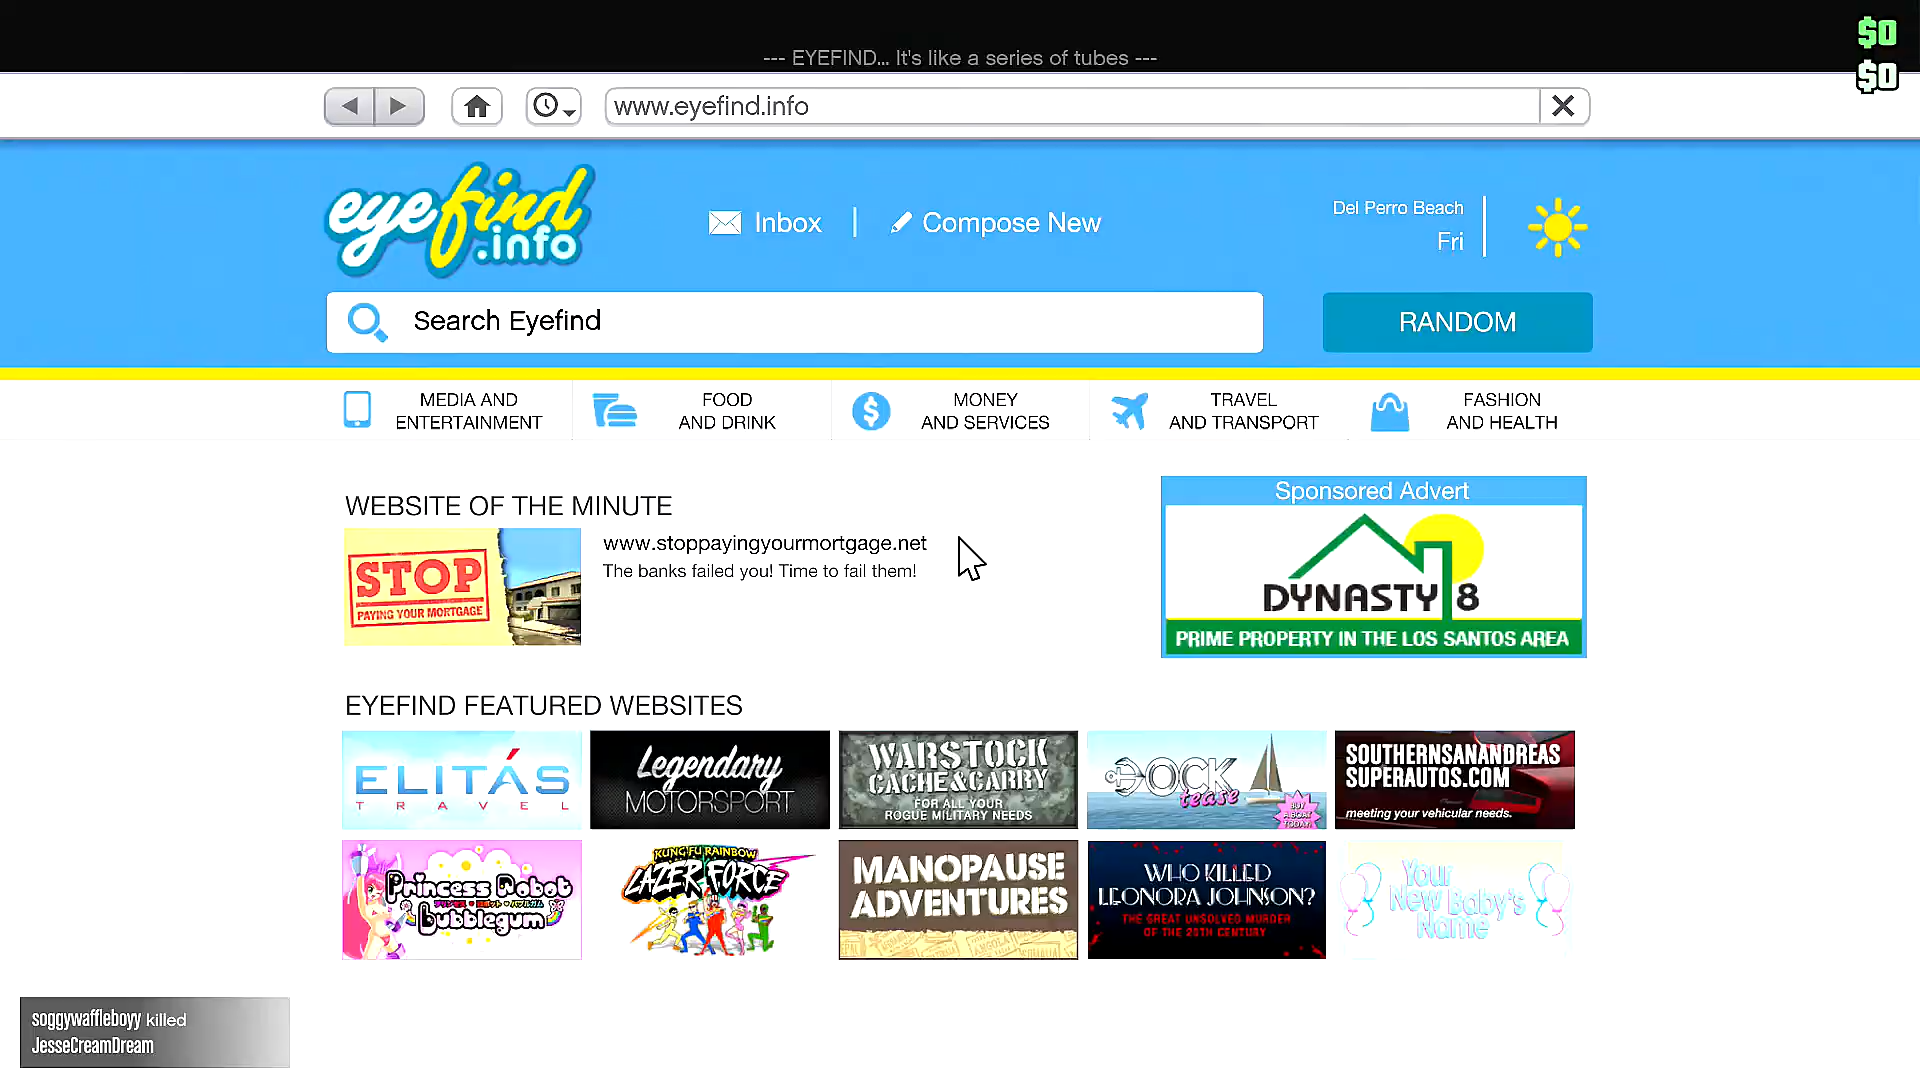 $0
$0
--- EYEFIND... It's like a series of tubes ---
www.eyefind.info
eyefind
.info
Inbox
Compose New
Del Perro Beach
Fri
Search Eyefind
RANDOM
MEDIA AND
ENTERTAINMENT
FOOD
AND DRINK
MONEY
AND SERVICES
TRAVEL
AND TRANSPORT
FASHION
AND HEALTH
WEBSITE OF THE MINUTE
STOP
PAYING YOUR MORTGAGE
www.stoppayingyourmortgage.net
The banks failed you! Time to fail them!
Sponsored Advert
DYNASTY 8
PRIME PROPERTY IN THE LOS SANTOS AREA
EYEFIND FEATURED WEBSITES
ELITÁS
TRAVEL
Legendary
MOTORSPORT
WARSTOCK
CACHE & CARRY
FOR ALL YOUR
ROGUE MILITARY NEEDS
DOCK
tease
BUY
A BOAT
TODAY!
SOUTHERNSANANDREAS
SUPERAUTOS.COM
meeting your vehicular needs.
Princess Robot
Bubblegum
KUNG FU RAINBOW
LAZER FORCE
MANOPAUSE
ADVENTURES
WHO KILLED
LEONORA JOHNSON?
THE GREAT UNSOLVED MURDER
OF THE 20TH CENTURY
Your
New Baby's
Name
soggywaffleboyy killed
JesseCreamDream